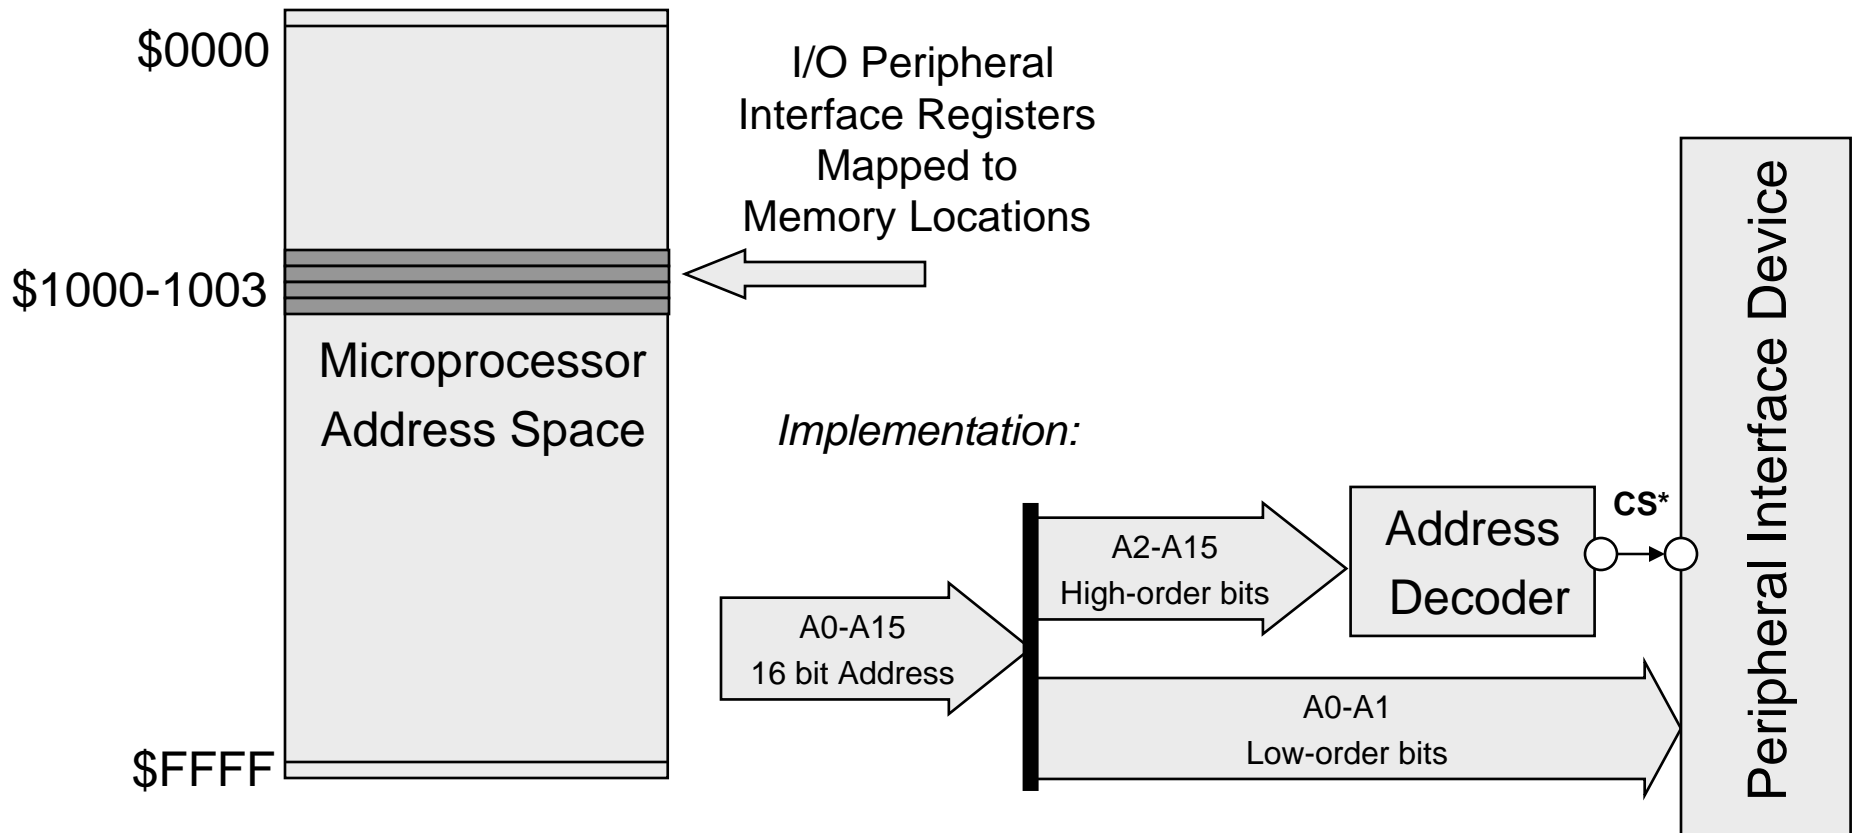 $0000
I/O Peripheral
Interface Registers
Mapped to
Memory Locations
$1000-1003
Microprocessor
Address Space
$FFFF
Implementation:
A0-A15
16 bit Address
A2-A15
High-order bits
Address
Decoder
CS*
A0-A1
Low-order bits
Peripheral Interface Device